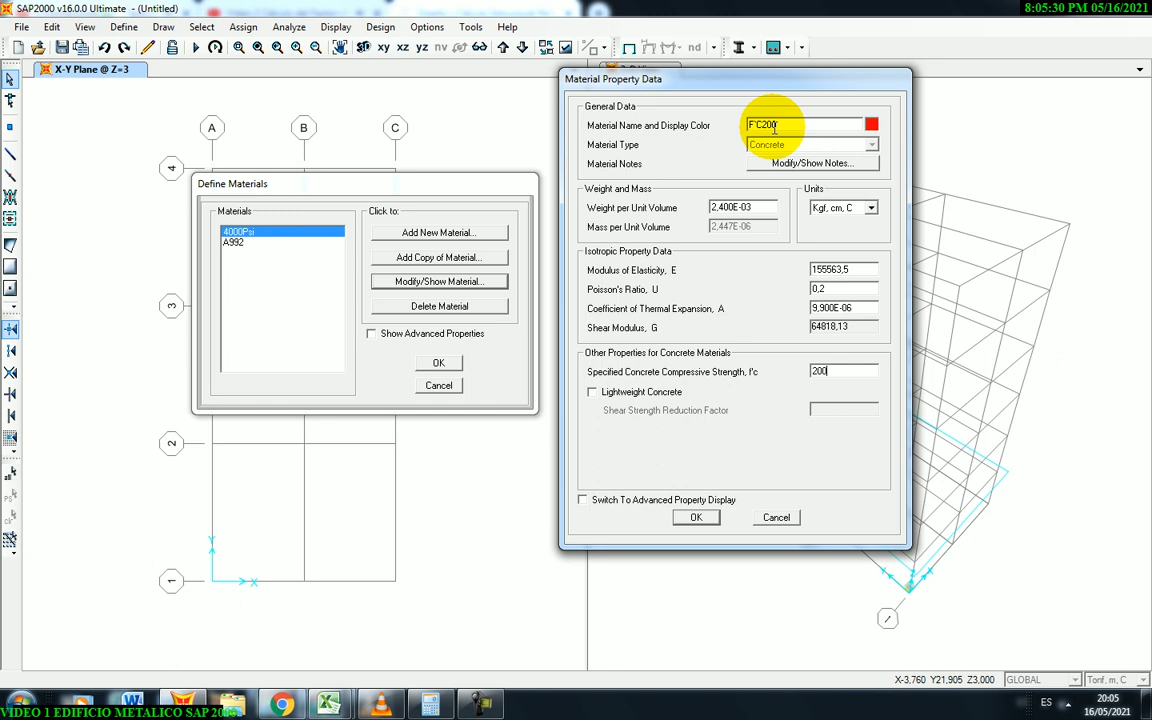 SAP2000 v16.0.0 Ultimate - (Untitled)
8:05:30 PM 05/16/2021
File Edit View Define Draw Select Assign Analyze Display Design Options Tools Help
xy xz yz nv nd
X-Y Plane @ Z=3
Material Property Data
General Data
Material Name and Display Color F'C200
Material Type Concrete
Material Notes Modify/Show Notes...
Weight and Mass
Units
Weight per Unit Volume 2,400E-03
Kgf, cm, C
Mass per Unit Volume 2,447E-06
Isotropic Property Data
Modulus of Elasticity, E 155563,5
Poisson's Ratio, U 0,2
Coefficient of Thermal Expansion, A 9,900E-06
Shear Modulus, G 64818,13
Other Properties for Concrete Materials
Specified Concrete Compressive Strength, f'c 200
Lightweight Concrete
Shear Strength Reduction Factor
Switch To Advanced Property Display
OK Cancel
Define Materials
Materials
Click to:
4000Psi
A992
Add New Material...
Add Copy of Material...
Modify/Show Material...
Delete Material
Show Advanced Properties
OK
Cancel
A B C
4
3
2
1
Y
X
1
X-3,760 Y21,905 Z3,000
GLOBAL
Tonf, m, C
ES
20:05
16/05/2021
VIDEO 1 EDIFICIO METALICO SAP 2000